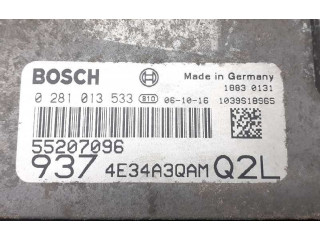 BOSCH Made in Germany
1883 0131
0 281 013 533 810 06-10-16 1039S18965
55207096
937 4E34A3QAM Q2L